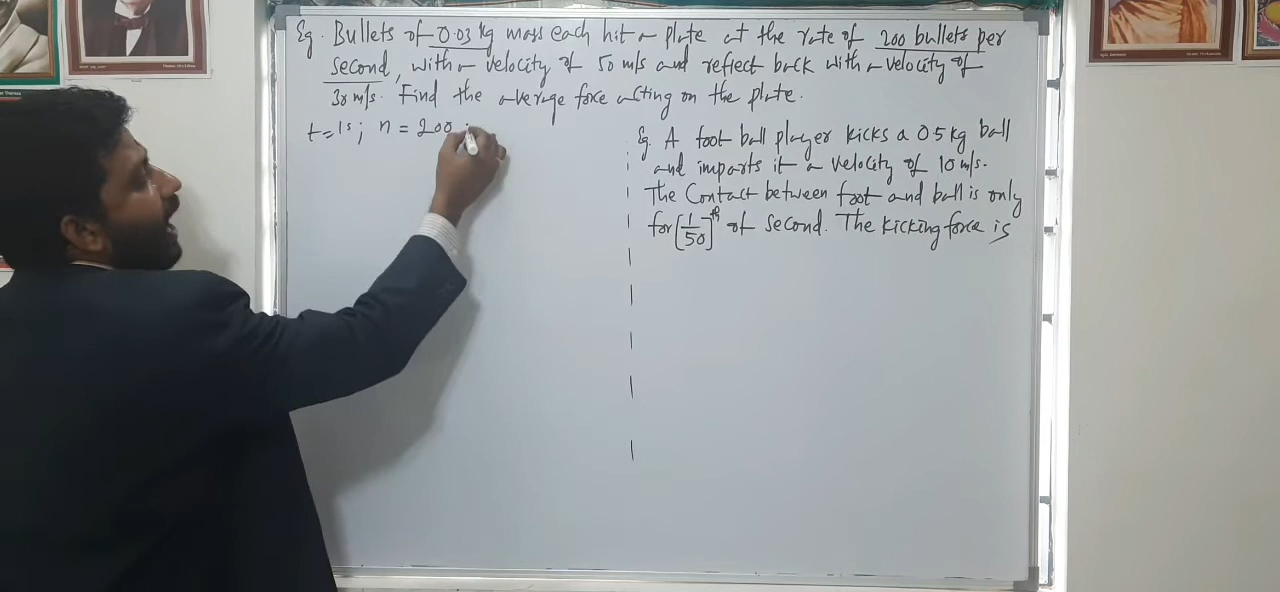 Eg. Bullets of 0.03 kg mass each hit a plate at the rate of 200 bullets per
second, with a velocity of 50 m/s and reflect back with a velocity of
30 m/s. Find the average force acting on the plate.
t=1s; n = 200;
Eg. A foot ball player kicks a 0.5 kg ball
and imparts it a velocity of 10 m/s.
The Contact between foot and ball is only
for [1/50]th of second. The kicking force is